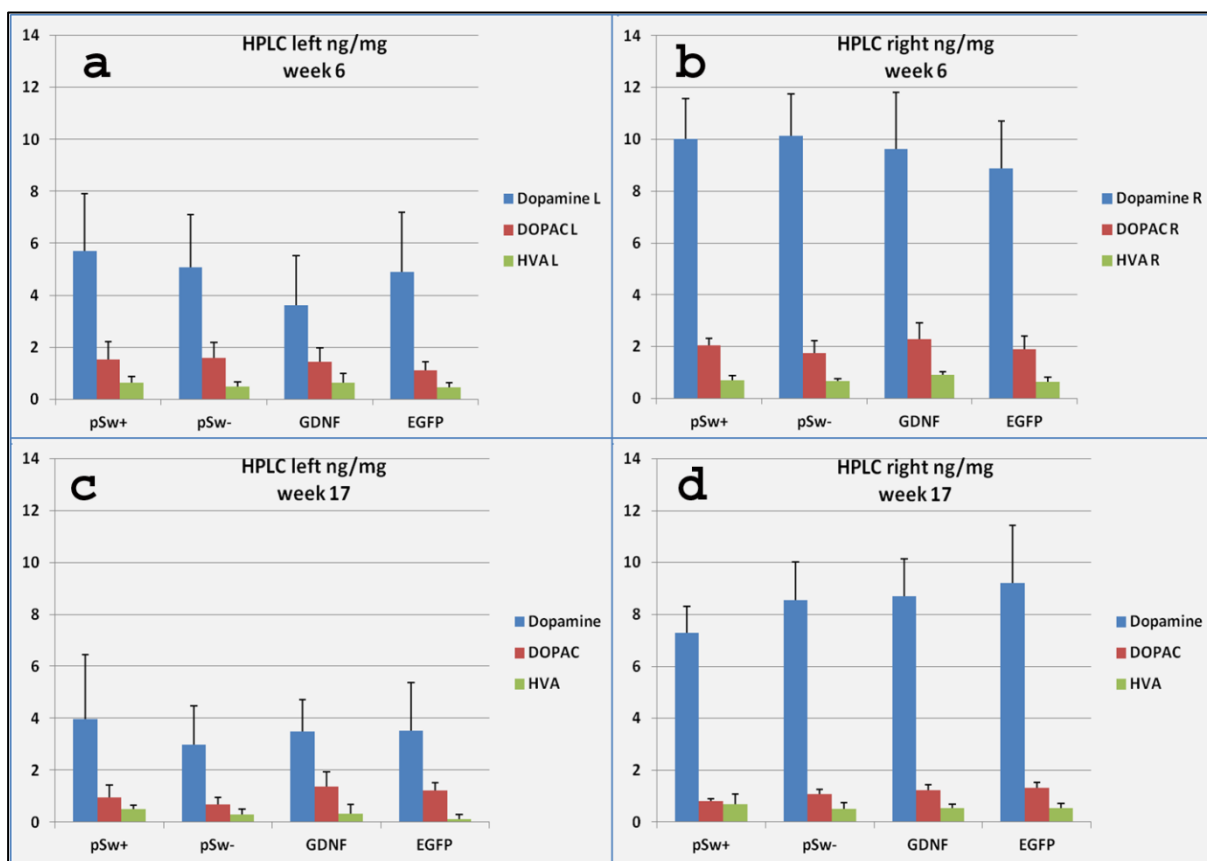 a
HPLC left ng/mg
week 6
14
12
10
8
6
4
2
0
pSw+ pSw- GDNF EGFP
Dopamine L
DOPAC L
HVA L
b
HPLC right ng/mg
week 6
14
12
10
8
6
4
2
0
pSw+ pSw- GDNF EGFP
Dopamine R
DOPAC R
HVA R
c
HPLC left ng/mg
week 17
14
12
10
8
6
4
2
0
pSw+ pSw- GDNF EGFP
Dopamine
DOPAC
HVA
d
HPLC right ng/mg
week 17
14
12
10
8
6
4
2
0
pSw+ pSw- GDNF EGFP
Dopamine
DOPAC
HVA